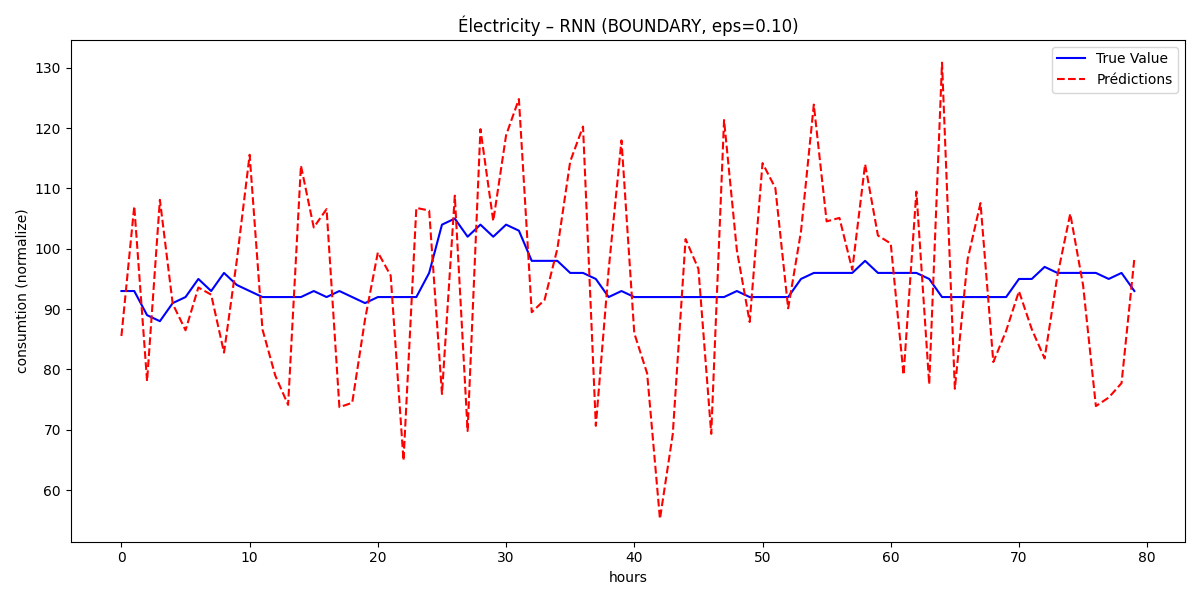 Électricity – RNN (BOUNDARY, eps=0.10)
True Value
Prédictions
consumtion (normalize)
130
120
110
100
90
80
70
60
0 10 20 30 40 50 60 70 80
hours